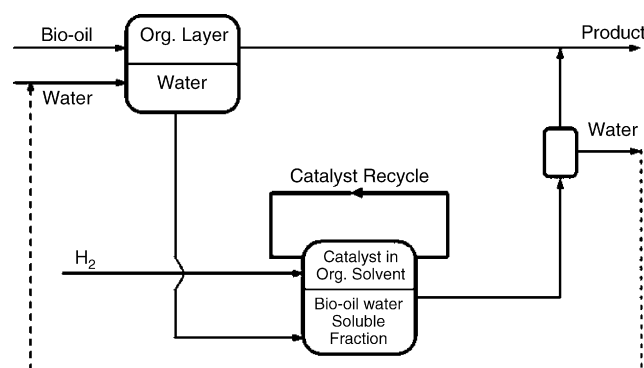 Bio-oil
Org. Layer
Product
Water
Water
Water
Catalyst Recycle
H₂
Catalyst in
Org. Solvent
Bio-oil water
Soluble
Fraction